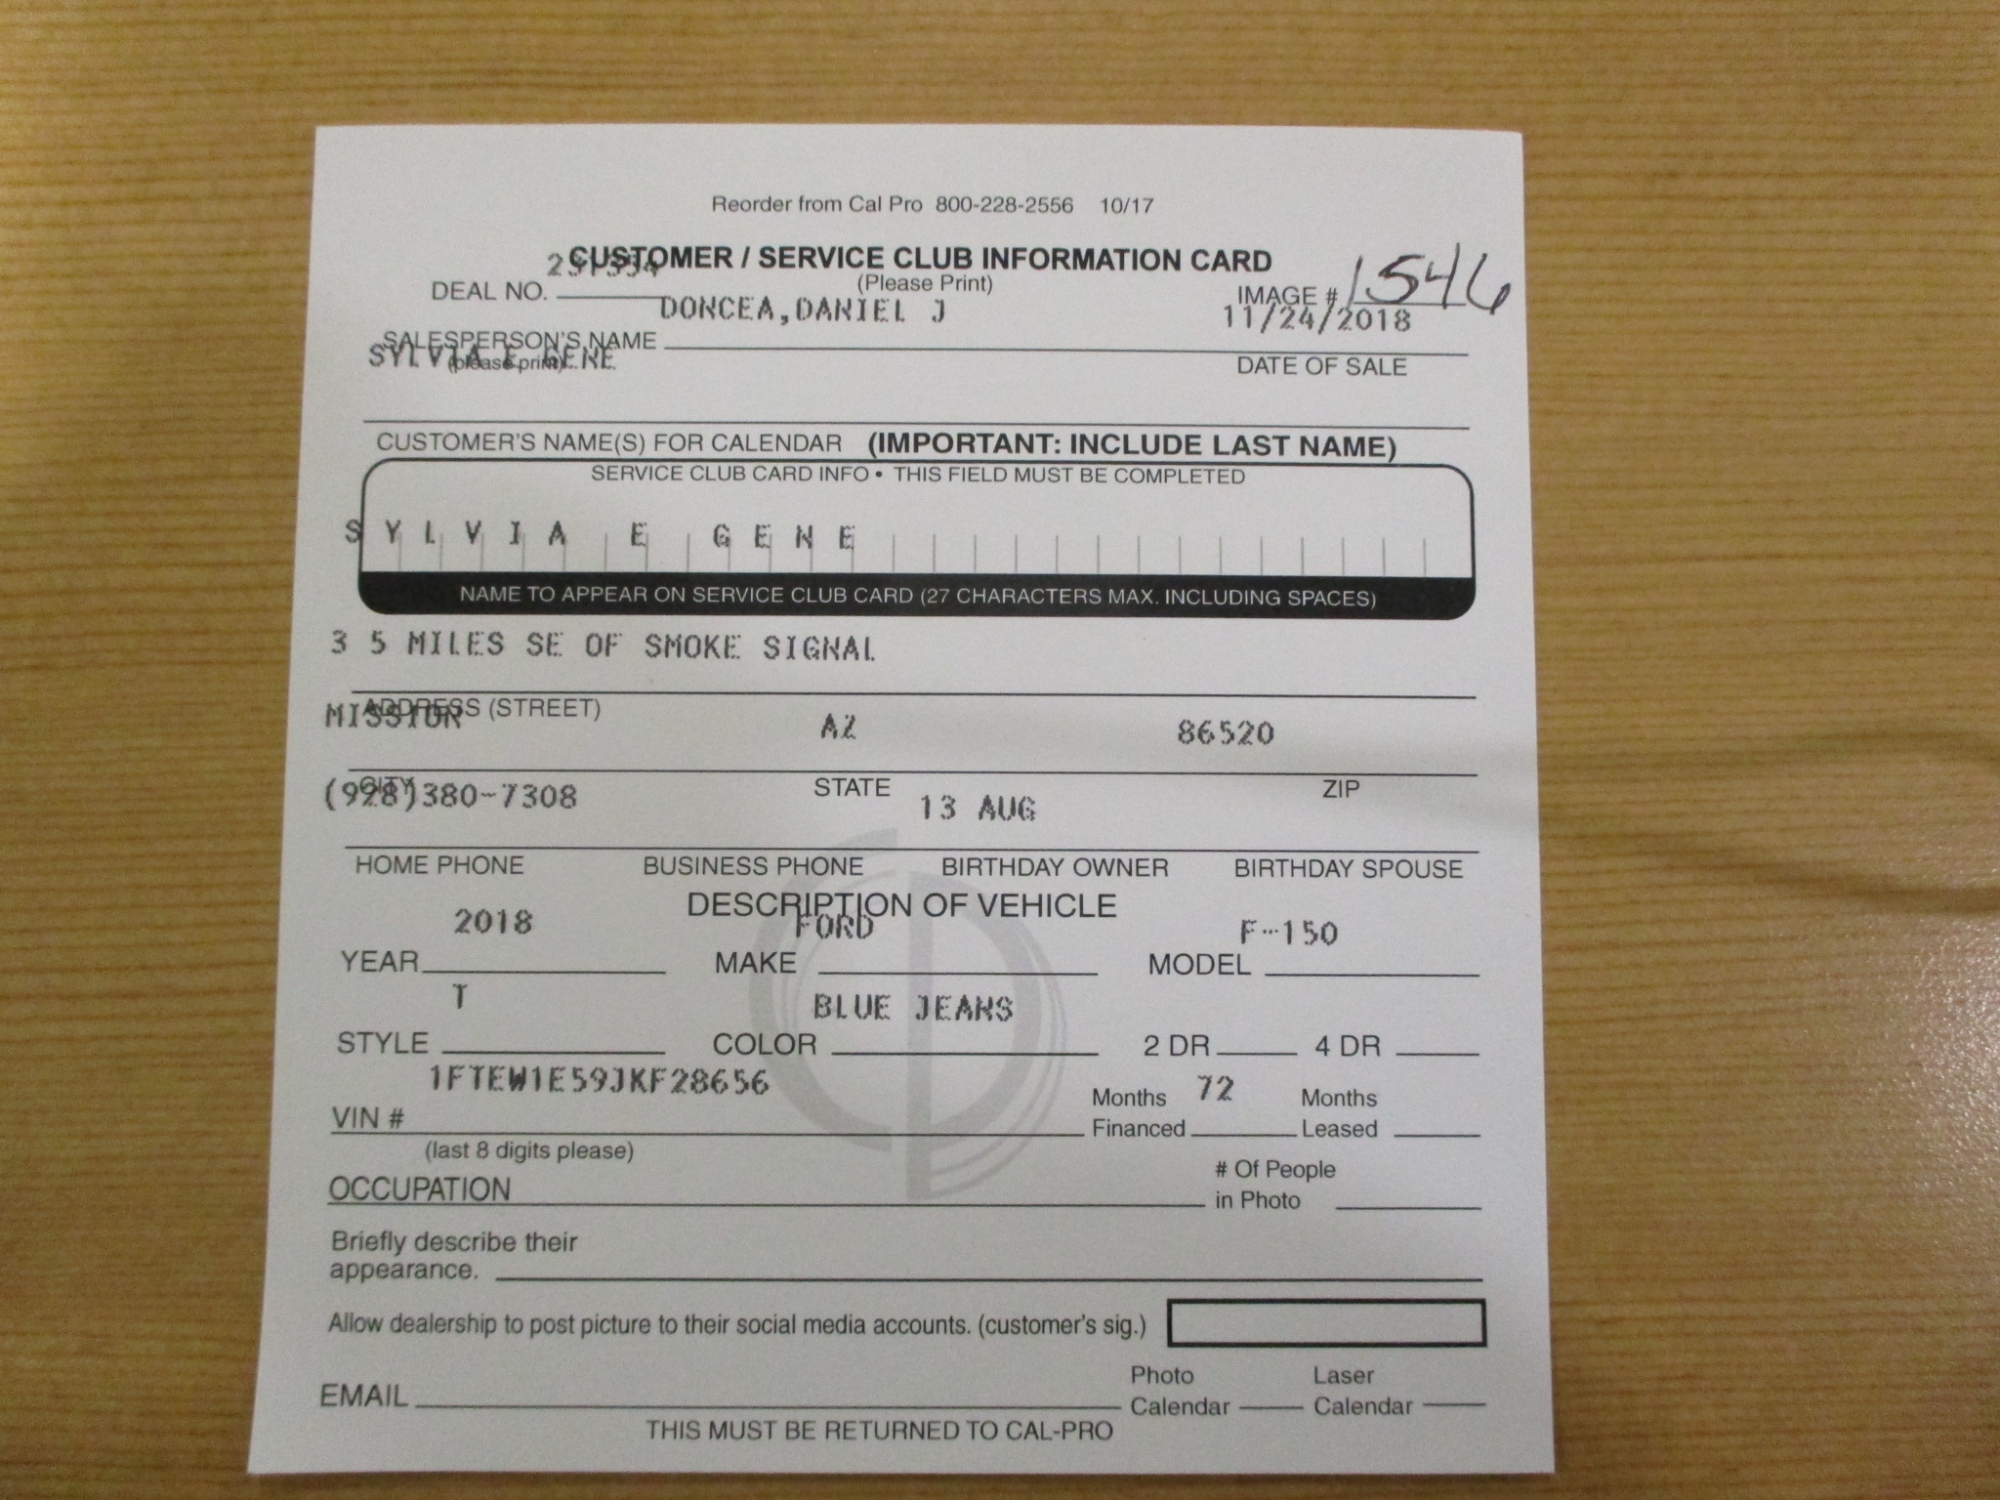 Reorder from Cal Pro 800-228-2556 10/17
CUSTOMER / SERVICE CLUB INFORMATION CARD
(Please Print)
DEAL NO.
IMAGE # 1546
DONCEA,DANIEL J 11/24/2018
SALESPERSON'S NAME
(please print)
SYLVIA E GENE
DATE OF SALE
CUSTOMER'S NAME(S) FOR CALENDAR (IMPORTANT: INCLUDE LAST NAME)
SERVICE CLUB CARD INFO • THIS FIELD MUST BE COMPLETED
SYLVIA E GENE
NAME TO APPEAR ON SERVICE CLUB CARD (27 CHARACTERS MAX. INCLUDING SPACES)
3 5 MILES SE OF SMOKE SIGNAL
ADDRESS (STREET)
MISSION AZ 86520
CITY STATE ZIP
(928)380-7308 13 AUG
HOME PHONE BUSINESS PHONE BIRTHDAY OWNER BIRTHDAY SPOUSE
DESCRIPTION OF VEHICLE
2018 FORD F-150
YEAR MAKE MODEL
T BLUE JEANS
STYLE COLOR 2 DR 4 DR
1FTEW1E59JKF28656
VIN #
(last 8 digits please)
Months Financed 72 Months Leased
OCCUPATION
# Of People in Photo
Briefly describe their
appearance.
Allow dealership to post picture to their social media accounts. (customer's sig.)
EMAIL
Photo Calendar Laser Calendar
THIS MUST BE RETURNED TO CAL-PRO